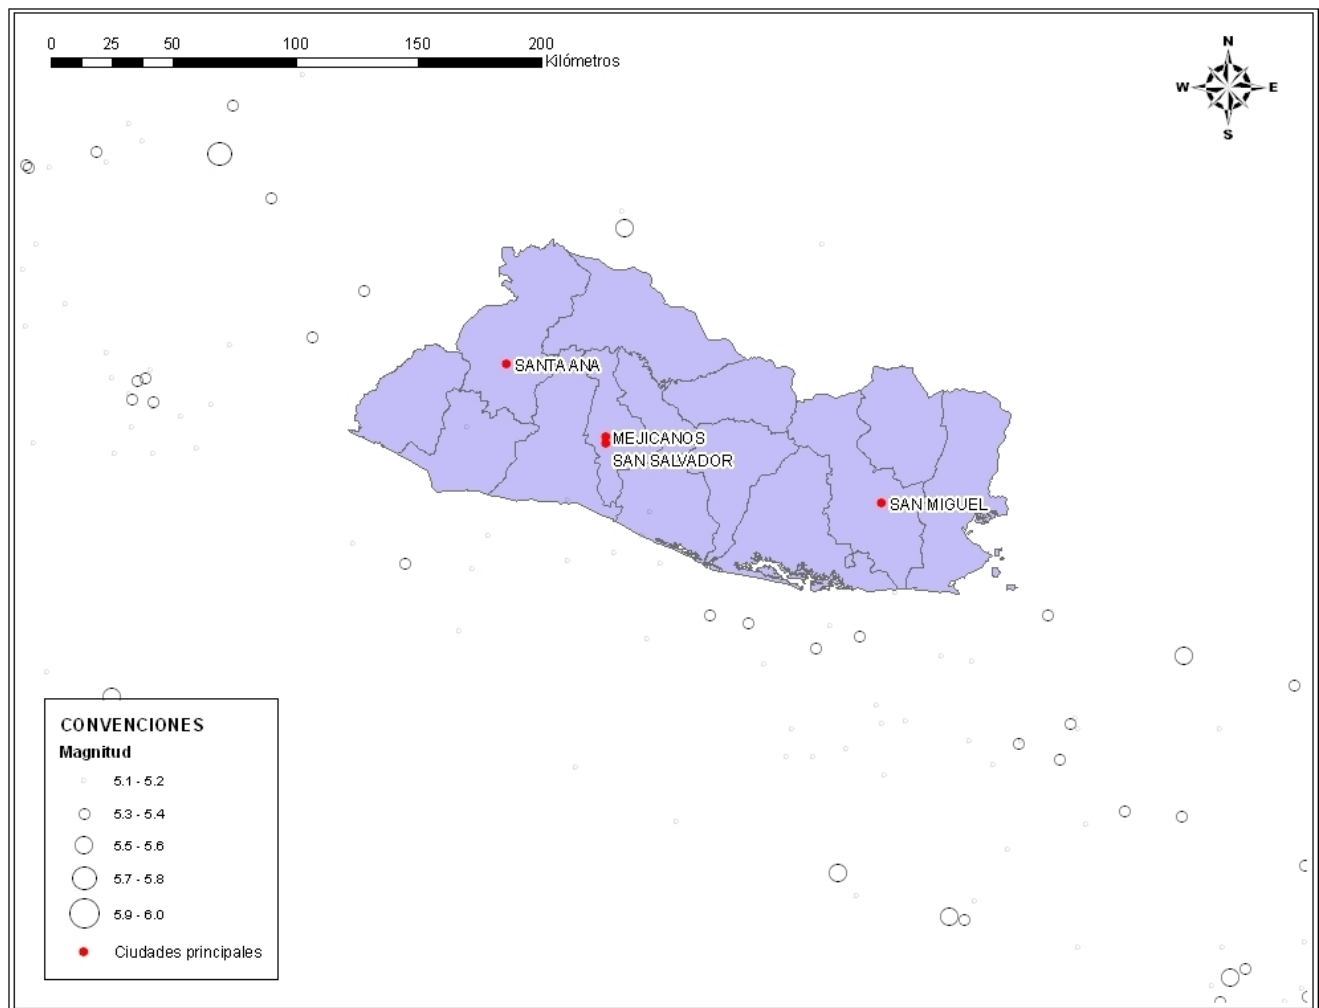 0 25 50 100 150 200
Kilómetros
N
W E
S
SANTA ANA
MEJICANOS
SAN SALVADOR
SAN MIGUEL
CONVENCIONES
Magnitud
5.1 - 5.2
5.3 - 5.4
5.5 - 5.6
5.7 - 5.8
5.9 - 6.0
Ciudades principales